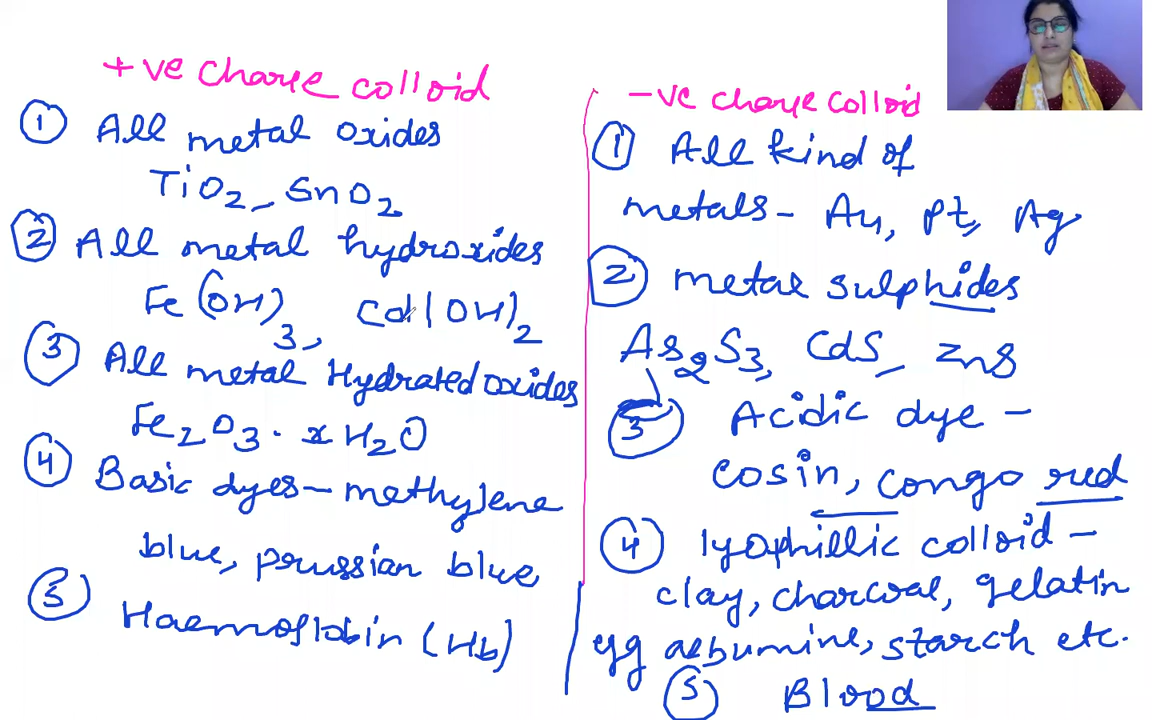 +ve charge colloid
① All metal oxides
TiO2, SnO2
② All metal hydroxides
Fe(OH)3, Cd(OH)2
③ All metal Hydrated oxides
Fe2O3 · xH2O
④ Basic dyes - methylene
blue, prussian blue
⑤ Haemoglobin (Hb)
-ve charge colloid
① All kind of
metals - Au, Pt, Ag
② metal sulphides
As2S3, CdS, ZnS
③ Acidic dye -
eosin, congo red
④ lyophillic colloid -
clay, charcoal, gelatin
egg albumine, starch etc.
⑤ Blood